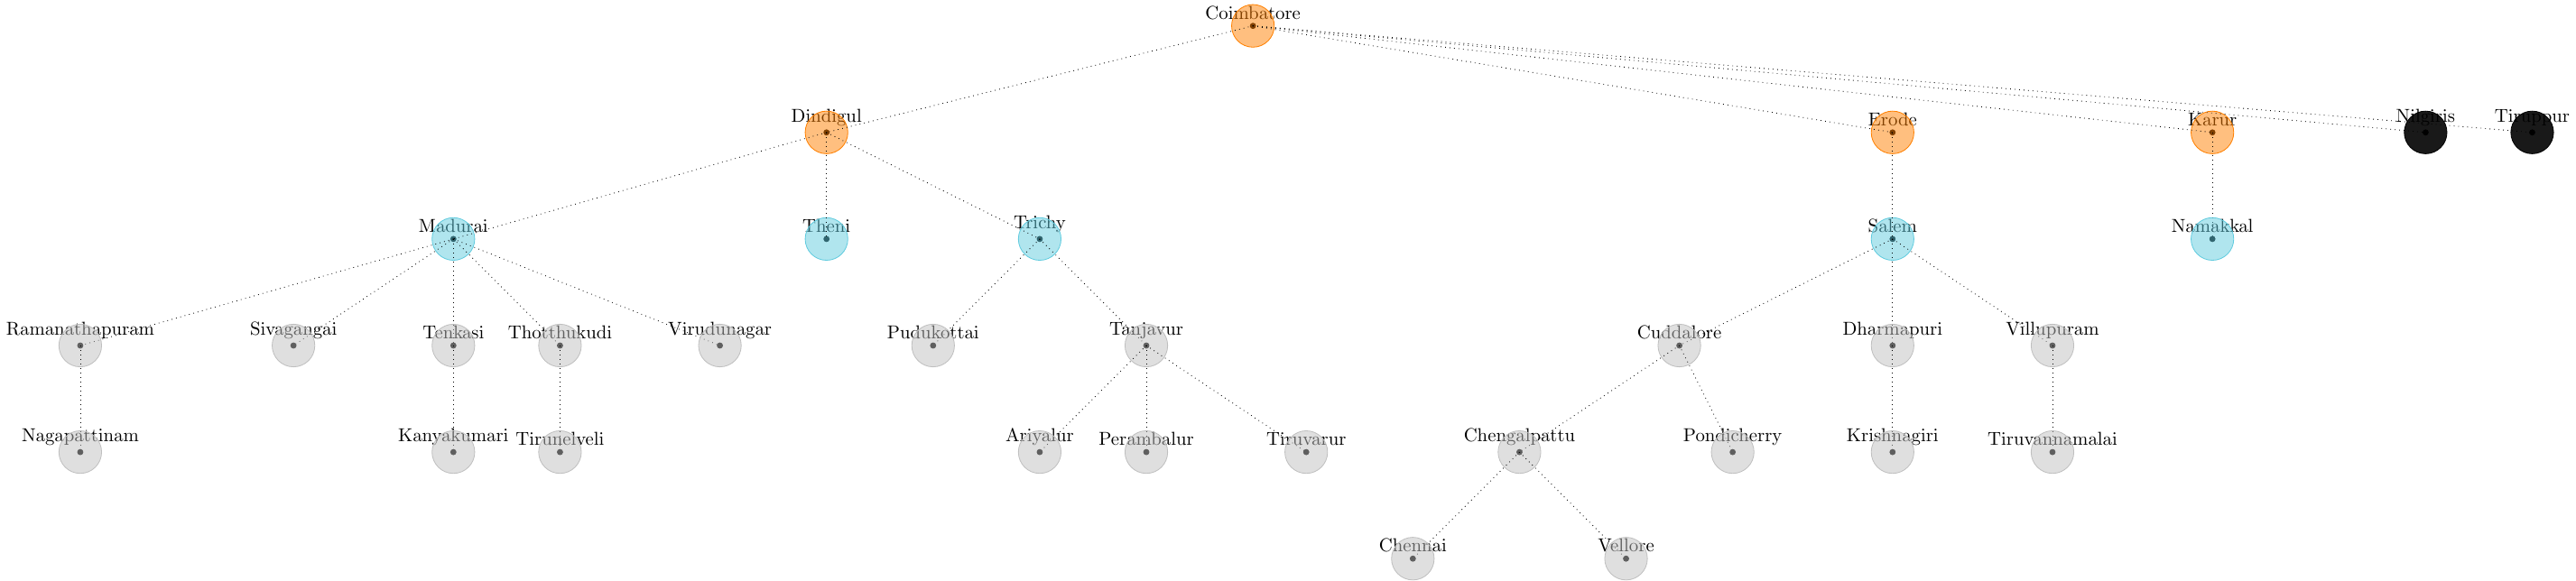 Coimbatore
Dindigul
Erode
Karur
Nilgiris
Tiruppur
Madurai
Theni
Trichy
Salem
Namakkal
Ramanathapuram
Sivagangai
Tenkasi
Thotthukudi
Virudunagar
Pudukottai
Tanjavur
Cuddalore
Dharmapuri
Villupuram
Nagapattinam
Kanyakumari
Tirunelveli
Ariyalur
Perambalur
Tiruvarur
Chengalpattu
Pondicherry
Krishnagiri
Tiruvannamalai
Chennai
Vellore